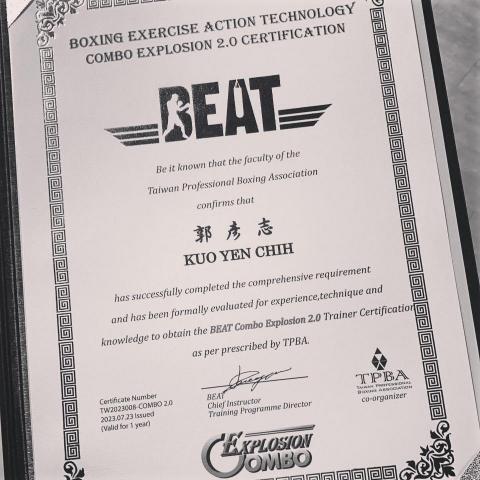 BOXING EXERCISE ACTION TECHNOLOGY
COMBO EXPLOSION 2.0 CERTIFICATION
BEAT
Be it known that the faculty of the
Taiwan Professional Boxing Association
confirms that
郭彥志
KUO YEN CHIH
has successfully completed the comprehensive requirement
and has been formally evaluated for experience,technique and
knowledge to obtain the BEAT Combo Explosion 2.0 Trainer Certification
as per prescribed by TPBA.
Certificate Number
TW2023008-COMBO 2.0
2023.07.23 Issued
(Valid for 1 year)
BEAT
Chief Instructor
Training Programme Director
TPBA
TAIWAN PROFESSIONAL
BOXING ASSOCIATION
co-organizer
EXPLOSION
COMBO